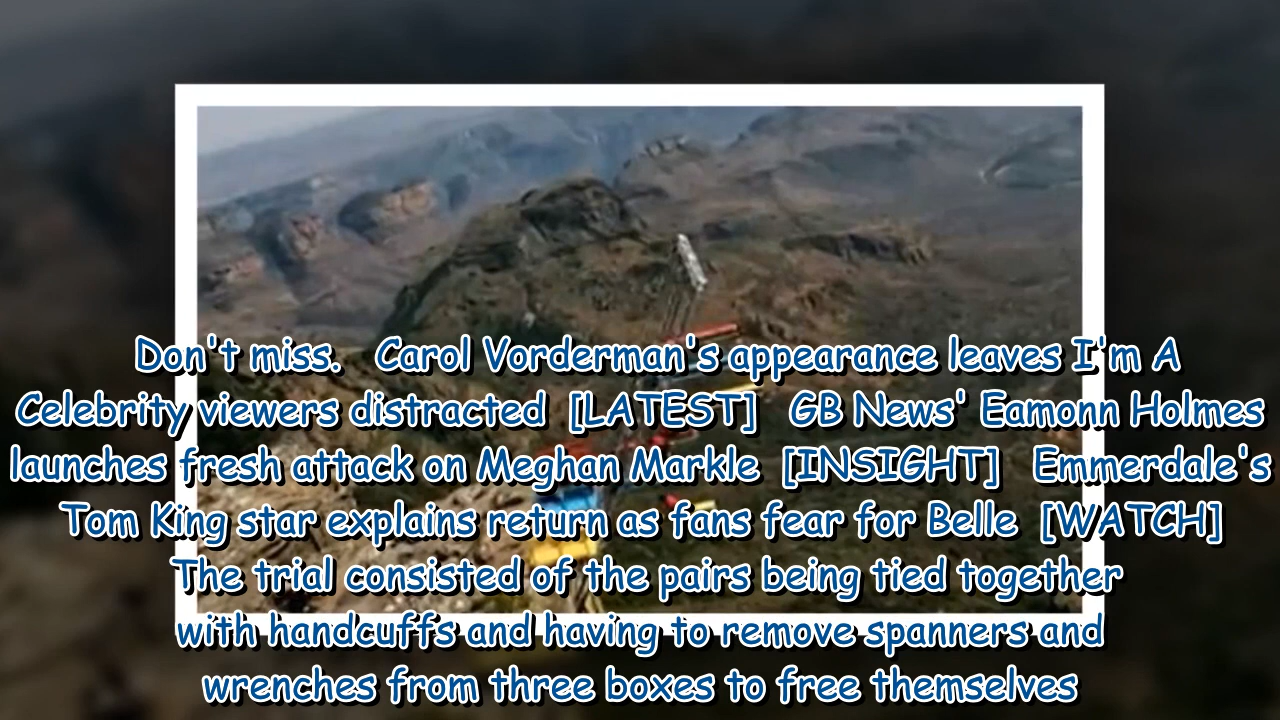 Don't miss. Carol Vorderman's appearance leaves I'm A
Celebrity viewers distracted [LATEST] GB News' Eamonn Holmes
launches fresh attack on Meghan Markle [INSIGHT] Emmerdale's
Tom King star explains return as fans fear for Belle [WATCH]
The trial consisted of the pairs being tied together
with handcuffs and having to remove spanners and
wrenches from three boxes to free themselves